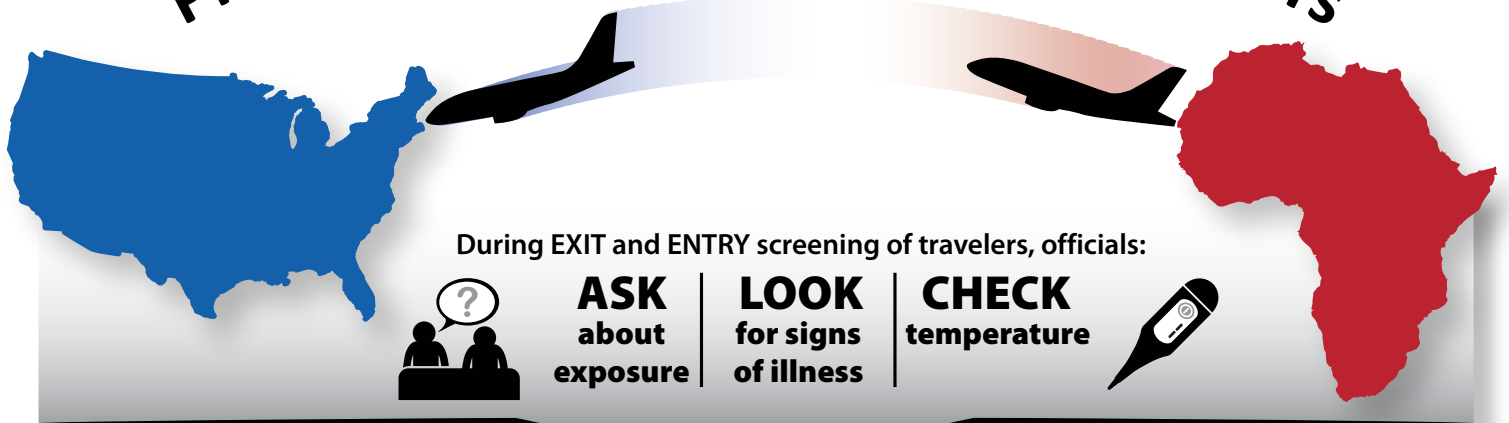 During EXIT and ENTRY screening of travelers, officials:
?
ASK
about
exposure
LOOK
for signs
of illness
CHECK
temperature